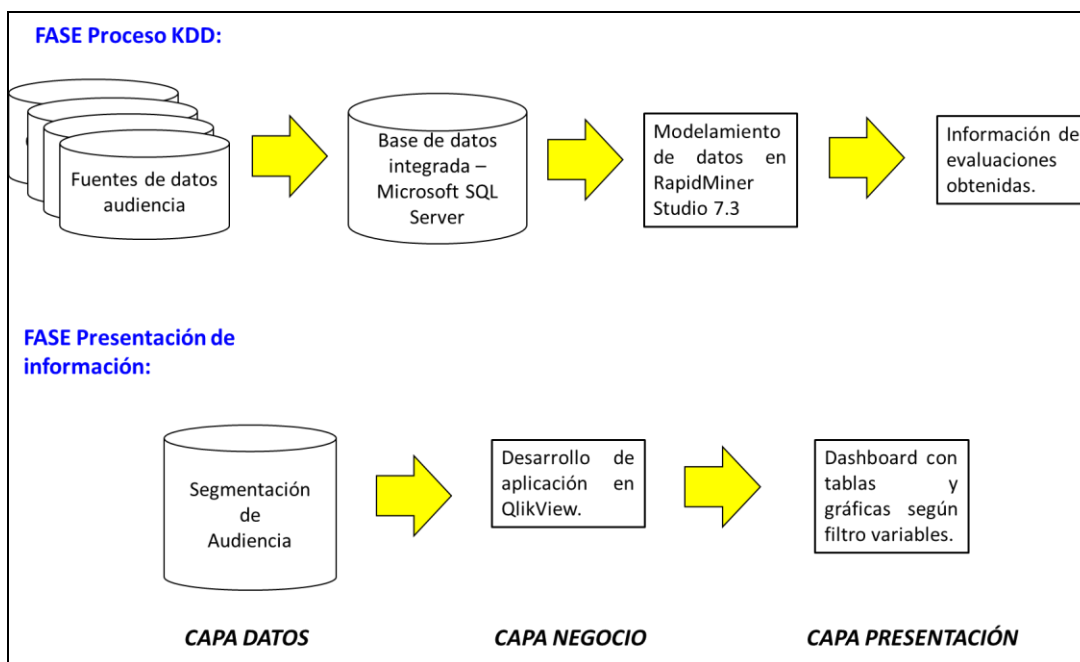 FASE Proceso KDD:
Fuentes de datos
audiencia
Base de datos
integrada –
Microsoft SQL
Server
Modelamiento
de datos en
RapidMiner
Studio 7.3
Información de
evaluaciones
obtenidas.
FASE Presentación de
información:
Segmentación
de
Audiencia
Desarrollo de
aplicación en
QlikView.
Dashboard con
tablas y
gráficas según
filtro variables.
CAPA DATOS
CAPA NEGOCIO
CAPA PRESENTACIÓN